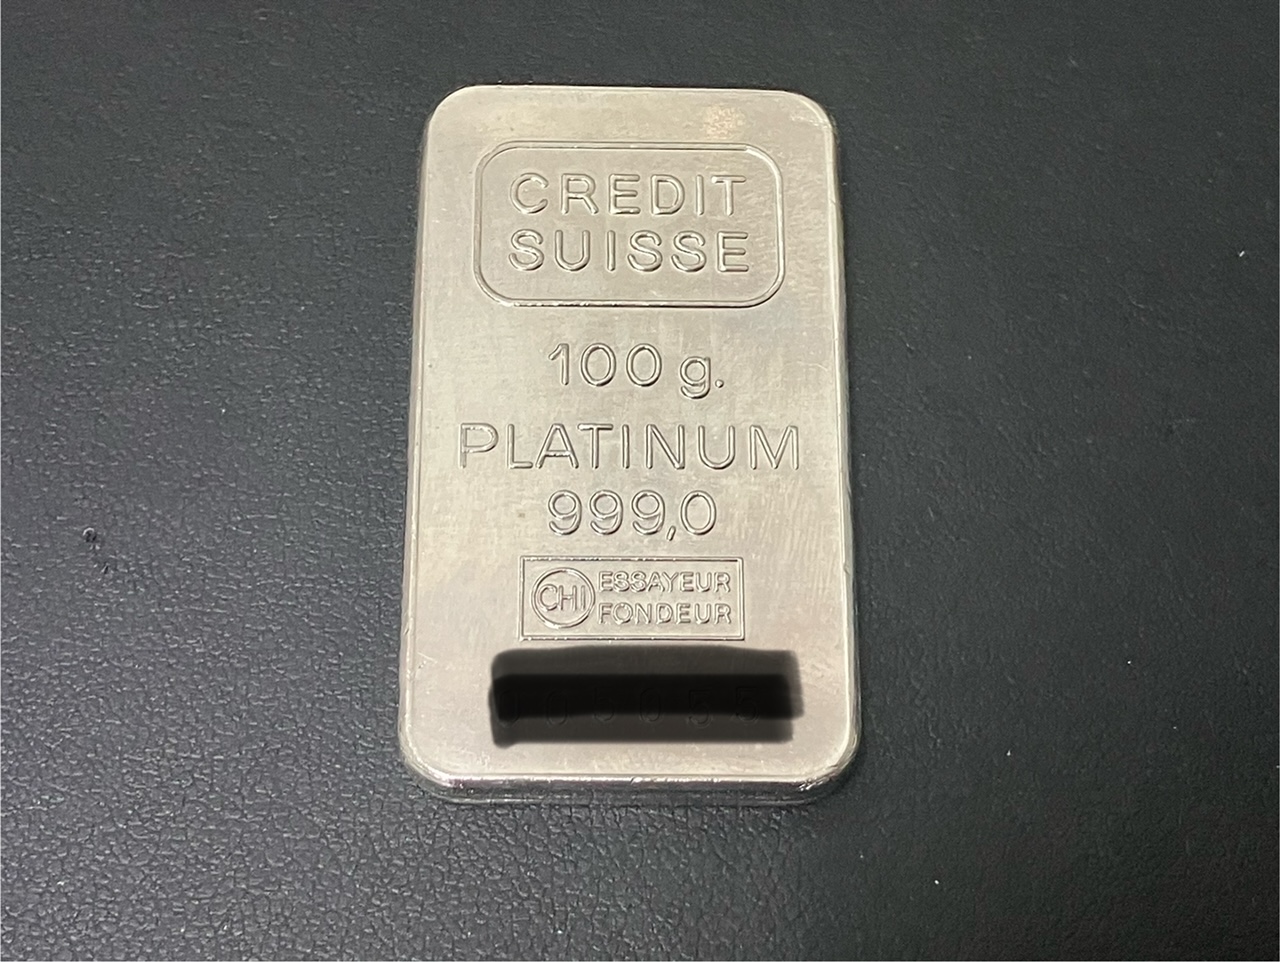 CREDIT
SUISSE
100 g.
PLATINUM
999,0
CHI ESSAYEUR
FONDEUR